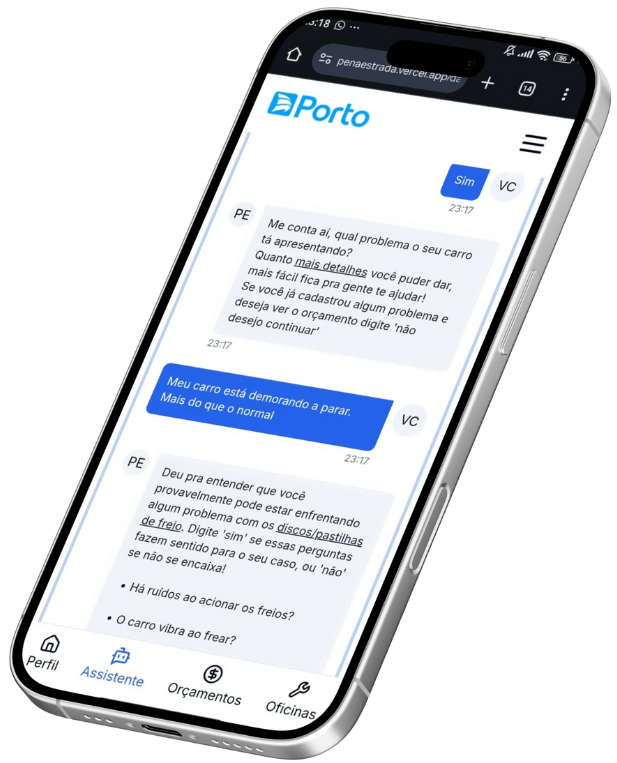 3:18
penaestrada.vercel.app/da
14
86
Porto
Sim
VC
23:17
PE
Me conta aí, qual problema o seu carro
tá apresentando?
Quanto mais detalhes você puder dar,
mais fácil fica pra gente te ajudar!
Se você já cadastrou algum problema e
deseja ver o orçamento digite 'não
desejo continuar'
23:17
Meu carro está demorando a parar.
Mais do que o normal
VC
23:17
PE
Deu pra entender que você
provavelmente pode estar enfrentando
algum problema com os discos/pastilhas
de freio. Digite 'sim' se essas perguntas
fazem sentido para o seu caso, ou 'não'
se não se encaixa!
• Há ruídos ao acionar os freios?
• O carro vibra ao frear?
Perfil
Assistente
Orçamentos
Oficinas